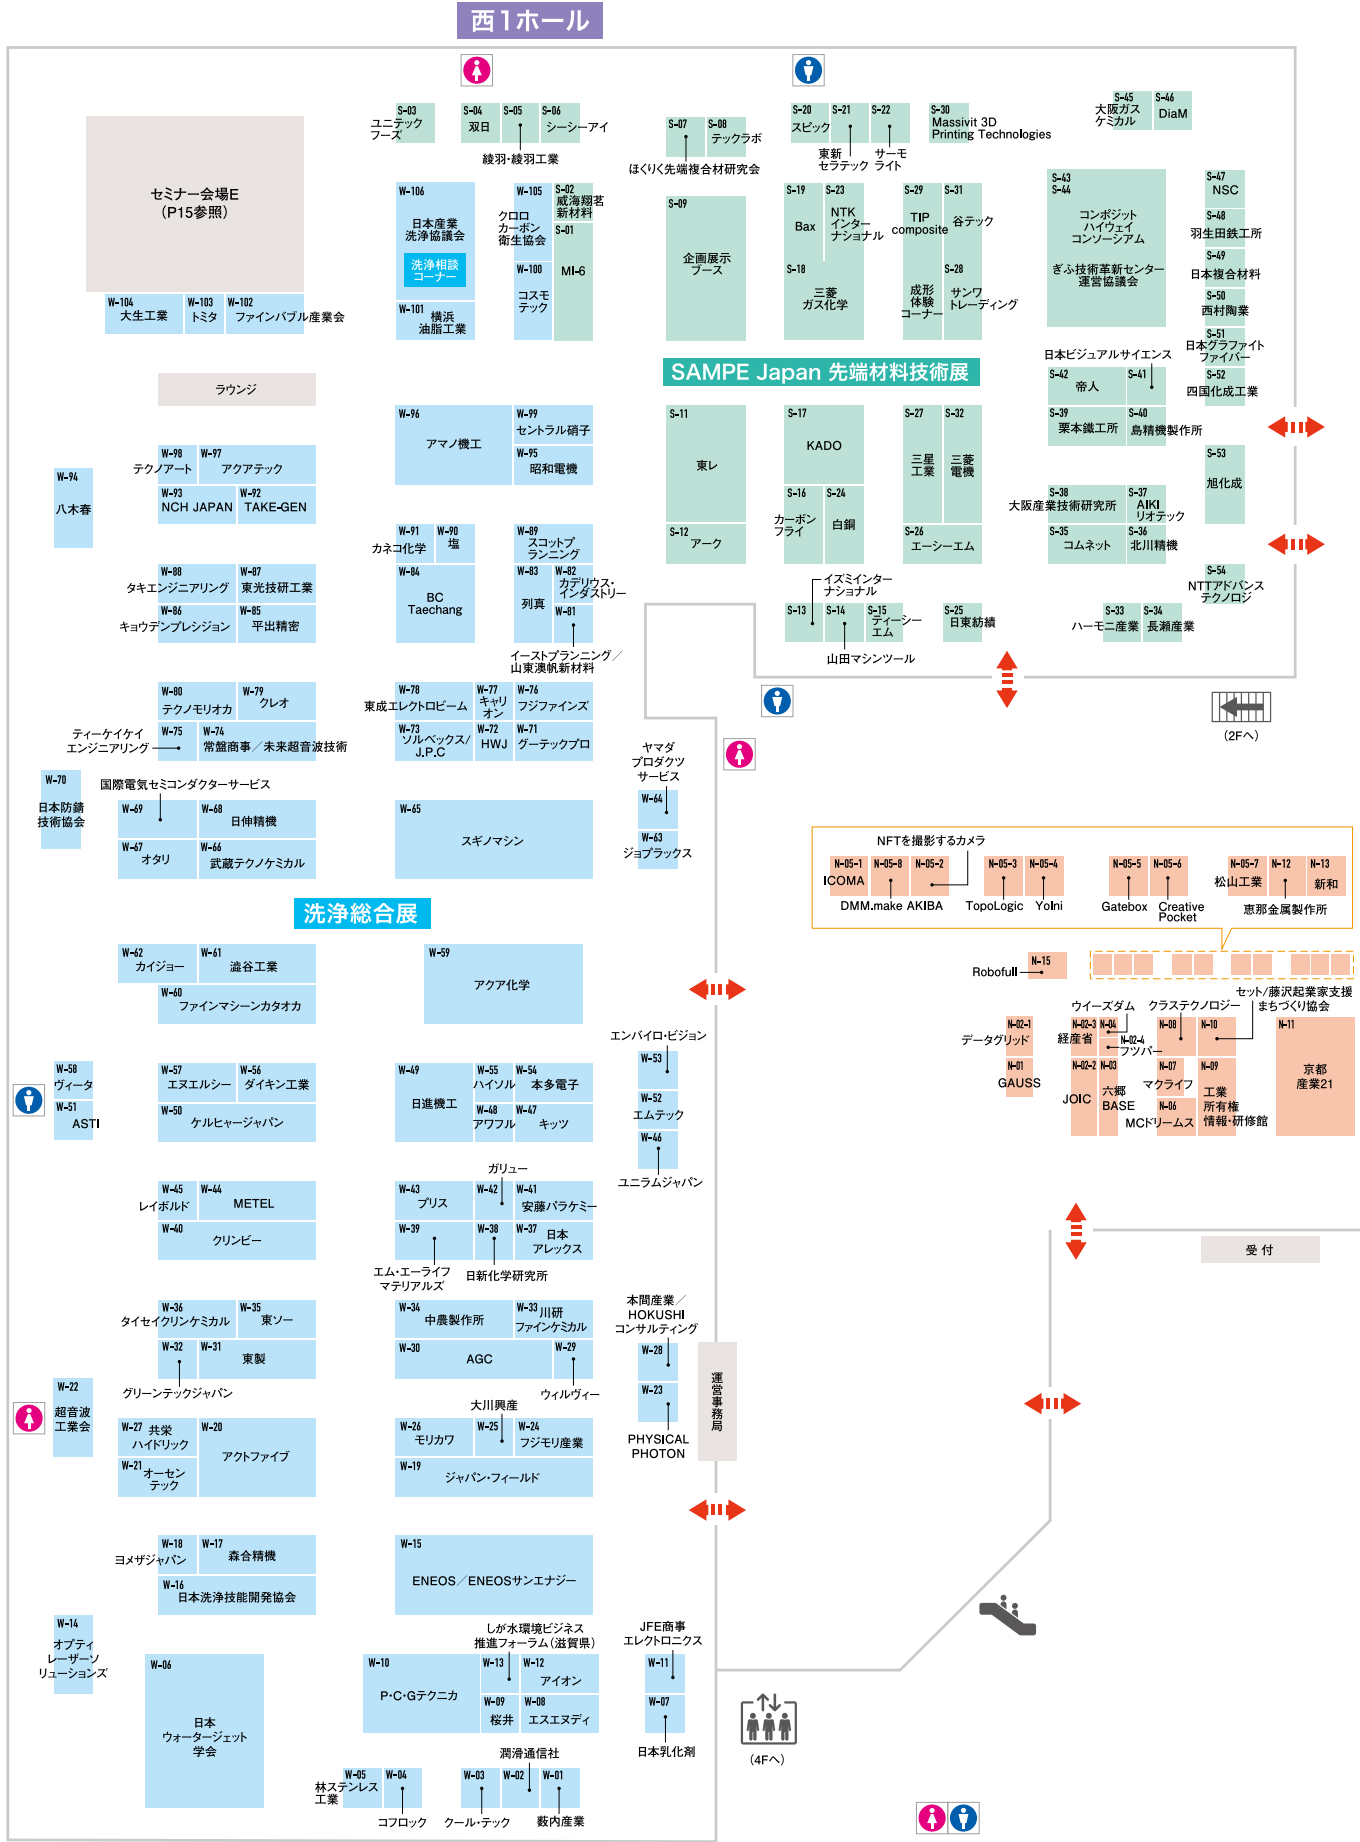 西1ホール
S-03
ユニテック
フーズ
S-04
双日
S-05
綾羽・綾羽工業
S-06
シーシーアイ
S-07
ほくりく先端複合材研究会
S-08
テックラボ
S-20
スピック
S-21
東新
セラテック
S-22
サーモ
ライト
S-30
Massivit 3D
Printing Technologies
S-45
大阪ガス
ケミカル
S-46
DiaM
セミナー会場E
(P15参照)
W-104
大生工業
W-103
トミタ
W-102
ファインバブル産業会
W-106
日本産業
洗浄協議会
洗浄相談
コーナー
W-101
横浜
油脂工業
W-105
クロロ
カーボン
衛生協会
W-100
コスモ
テック
S-02
威海翔茗
新材料
S-01
MI-6
S-09
企画展示
ブース
S-19
Bax
S-23
NTK
インター
ナショナル
S-18
三菱
ガス化学
S-29
TIP
composite
成形
体験
コーナー
S-31
谷テック
S-28
サンワ
トレーディング
S-43
S-44
コンポジット
ハイウェイ
コンソーシアム
ぎふ技術革新センター
運営協議会
S-47
NSC
S-48
羽生田鉄工所
S-49
日本複合材料
S-50
西村陶業
S-51
日本グラファイト
ファイバー
S-52
四国化成工業
日本ビジュアルサイエンス
S-42
帝人
S-41
S-39
栗本鐵工所
S-40
島精機製作所
SAMPE Japan 先端材料技術展
ラウンジ
W-96
アマノ機工
W-99
セントラル硝子
W-95
昭和電機
S-11
東レ
S-12
アーク
S-17
KADO
S-16
カーボン
フライ
S-24
白銅
S-27
三星
工業
S-32
三菱
電機
S-26
エーシーエム
S-53
旭化成
S-38
大阪産業技術研究所
S-37
AIKI
リオテック
S-35
コムネット
S-36
北川精機
S-54
NTTアドバンス
テクノロジ
W-98
テクノアート
W-97
アクアテック
W-94
八木春
W-93
NCH JAPAN
W-92
TAKE-GEN
W-91
カネコ化学
W-90
塩
W-89
スコットプ
ランニング
W-84
BC
Taechang
W-83
列真
W-82
カデリウス・
インダストリー
W-81
イーストプランニング／
山東澳帆新材料
W-88
タキエンジニアリング
W-87
東光技研工業
W-86
キョウデンプレシジョン
W-85
平出精密
イズミインター
ナショナル
S-13
S-14
山田マシンツール
S-15
ティーシー
エム
S-25
日東紡績
S-33
ハーモニ産業
S-34
長瀬産業
W-80
テクノモリオカ
W-79
クレオ
ティーケイケイ
エンジニアリング
W-75
W-74
常盤商事／未来超音波技術
W-78
東成エレクトロビーム
W-77
キャリ
オン
W-76
フジファインズ
W-73
ソルベックス/
J.P.C
W-72
HWJ
W-71
グーテックプロ
(2Fへ)
W-70
日本防錆
技術協会
国際電気セミコンダクターサービス
W-69
W-68
日伸精機
W-67
オタリ
W-66
武蔵テクノケミカル
W-65
スギノマシン
ヤマダ
プロダクツ
サービス
W-64
W-63
ジョプラックス
NFTを撮影するカメラ
N-05-1
ICOMA
N-05-8
DMM.make AKIBA
N-05-2
N-05-3
TopoLogic
N-05-4
Yolni
N-05-5
Gatebox
N-05-6
Creative
Pocket
N-05-7
松山工業
N-12
恵那金属製作所
N-13
新和
洗浄総合展
W-62
カイジョー
W-61
澁谷工業
W-60
ファインマシーンカタオカ
W-59
アクア化学
Robofull
N-15
データグリッド
N-02-1
N-01
GAUSS
ウイーズダム
N-02-3
経産省
N-04
N-02-4
フツパー
N-02-2
JOIC
N-03
六郷
BASE
クラステクノロジー
N-08
セット/藤沢起業家支援
まちづくり協会
N-10
N-07
マクライフ
N-06
MCドリームス
N-09
工業
所有権
情報・研修館
N-11
京都
産業21
W-58
ヴィータ
W-51
ASTI
W-57
エヌエルシー
W-56
ダイキン工業
W-50
ケルヒャージャパン
W-49
日進機工
W-55
ハイソル
W-54
本多電子
W-48
アワフル
W-47
キッツ
エンバイロ・ビジョン
W-53
W-52
エムテック
W-46
ユニラムジャパン
W-45
レイボルド
W-44
METEL
W-40
クリンビー
W-43
プリス
ガリュー
W-42
W-41
安藤パラケミー
W-39
エム・エーライフ
マテリアルズ
W-38
日新化学研究所
W-37
日本
アレックス
受 付
W-36
タイセイクリンケミカル
W-35
東ソー
W-32
グリーンテックジャパン
W-31
東製
W-34
中農製作所
W-33
川研
ファインケミカル
W-30
AGC
W-29
ウィルヴィー
本間産業／
HOKUSHI
コンサルティング
W-28
W-23
PHYSICAL
PHOTON
運営事務局
W-22
超音波
工業会
W-27
共栄
ハイドリック
W-21
オーセン
テック
W-20
アクトファイブ
W-26
モリカワ
大川興産
W-25
W-24
フジモリ産業
W-19
ジャパン・フィールド
W-18
ヨメザジャパン
W-17
森合精機
W-16
日本洗浄技能開発協会
W-15
ENEOS／ENEOSサンエナジー
W-14
オプティ
レーザーソ
リューションズ
W-06
日本
ウォータージェット
学会
W-10
P・C・Gテクニカ
しが水環境ビジネス
推進フォーラム(滋賀県)
W-13
W-12
アイオン
W-09
桜井
W-08
エスエヌディ
JFE商事
エレクトロニクス
W-11
W-07
日本乳化剤
(4Fへ)
W-05
林ステンレス
工業
W-04
コフロック
潤滑通信社
W-03
クール・テック
W-02
W-01
薮内産業